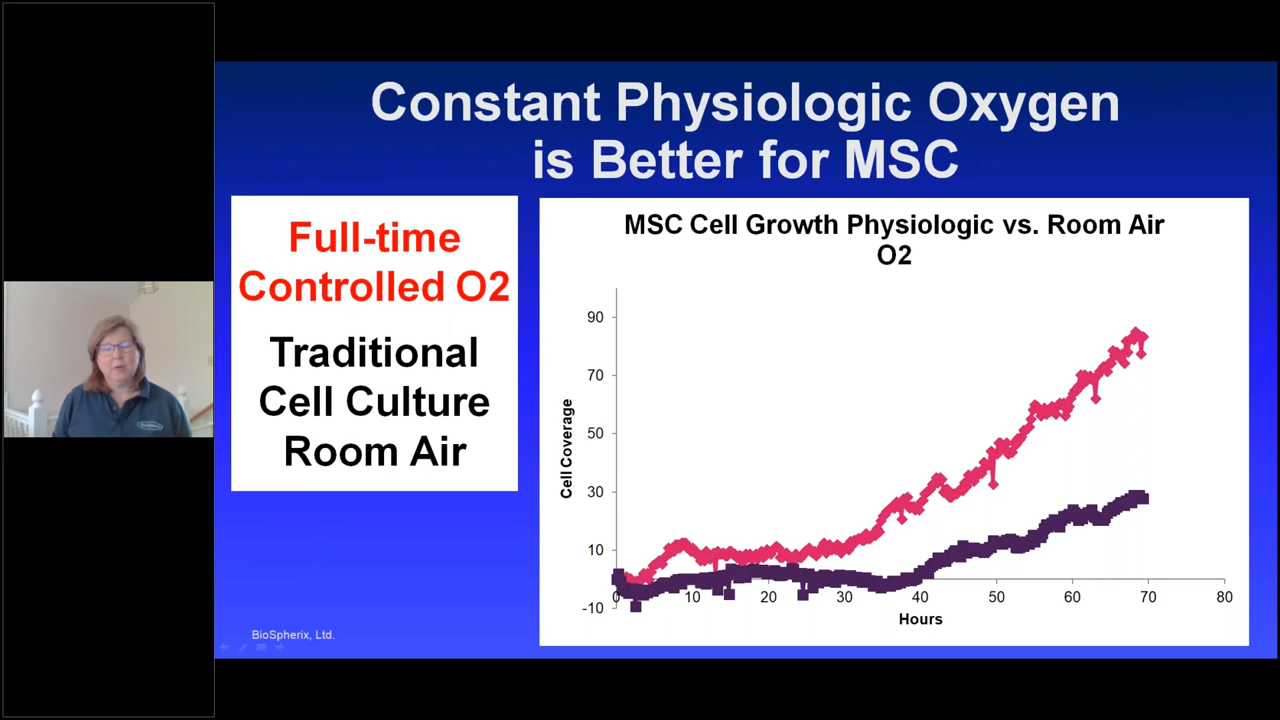 Constant Physiologic Oxygen
is Better for MSC
Full-time
Controlled O2
Traditional
Cell Culture
Room Air
MSC Cell Growth Physiologic vs. Room Air
O2
Cell Coverage
90
70
50
30
10
-10
0 10 20 30 40 50 60 70 80
Hours
BioSpherix, Ltd.